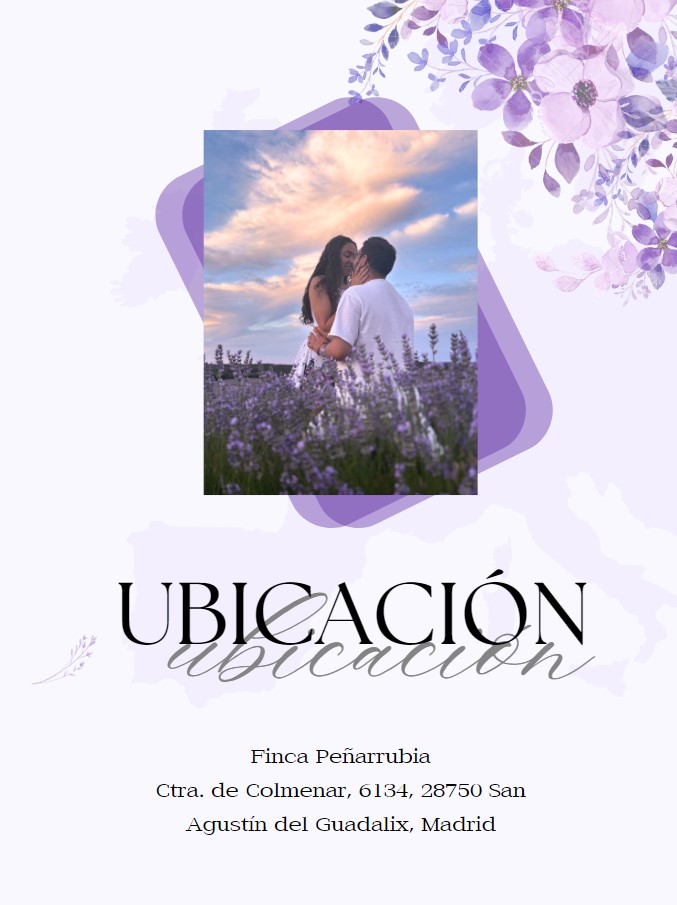 UBICACIÓN
ubicación
Finca Peñarrubia
Ctra. de Colmenar, 6134, 28750 San
Agustín del Guadalix, Madrid